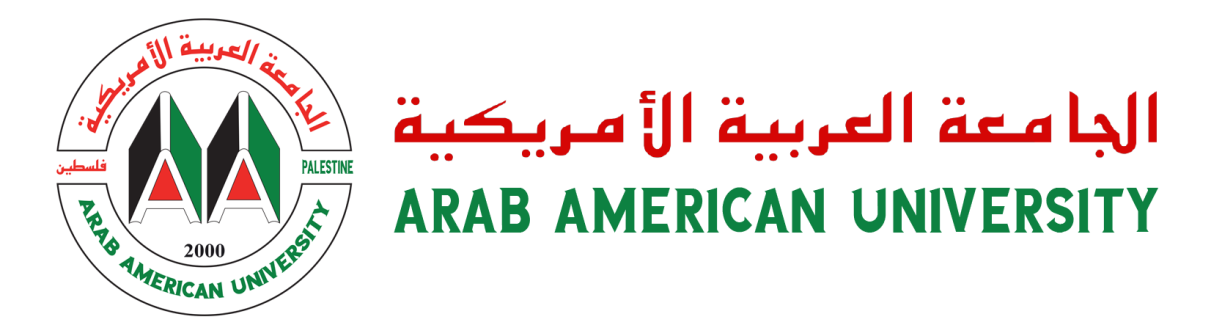 الجامعة العربية الأمريكية
فلسطين
PALESTINE
2000
ARAB AMERICAN UNIVERSITY
الجامعة العربية الأمريكية
ARAB AMERICAN UNIVERSITY